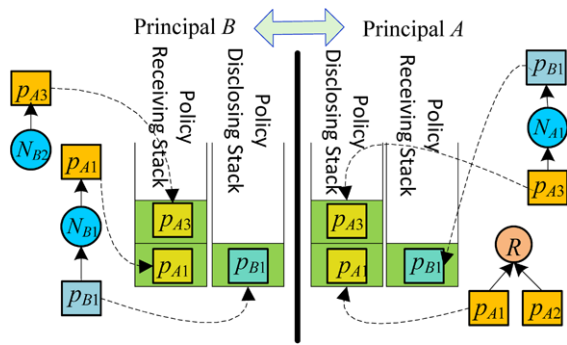 Principal B
Principal A
Policy
Receiving Stack
Policy
Disclosing Stack
Policy
Disclosing Stack
Policy
Receiving Stack
pA3
NB2
pA1
NB1
pB1
pA3
pA1
pB1
pA3
pA1
pB1
pB1
NA1
pA3
R
pA1
pA2